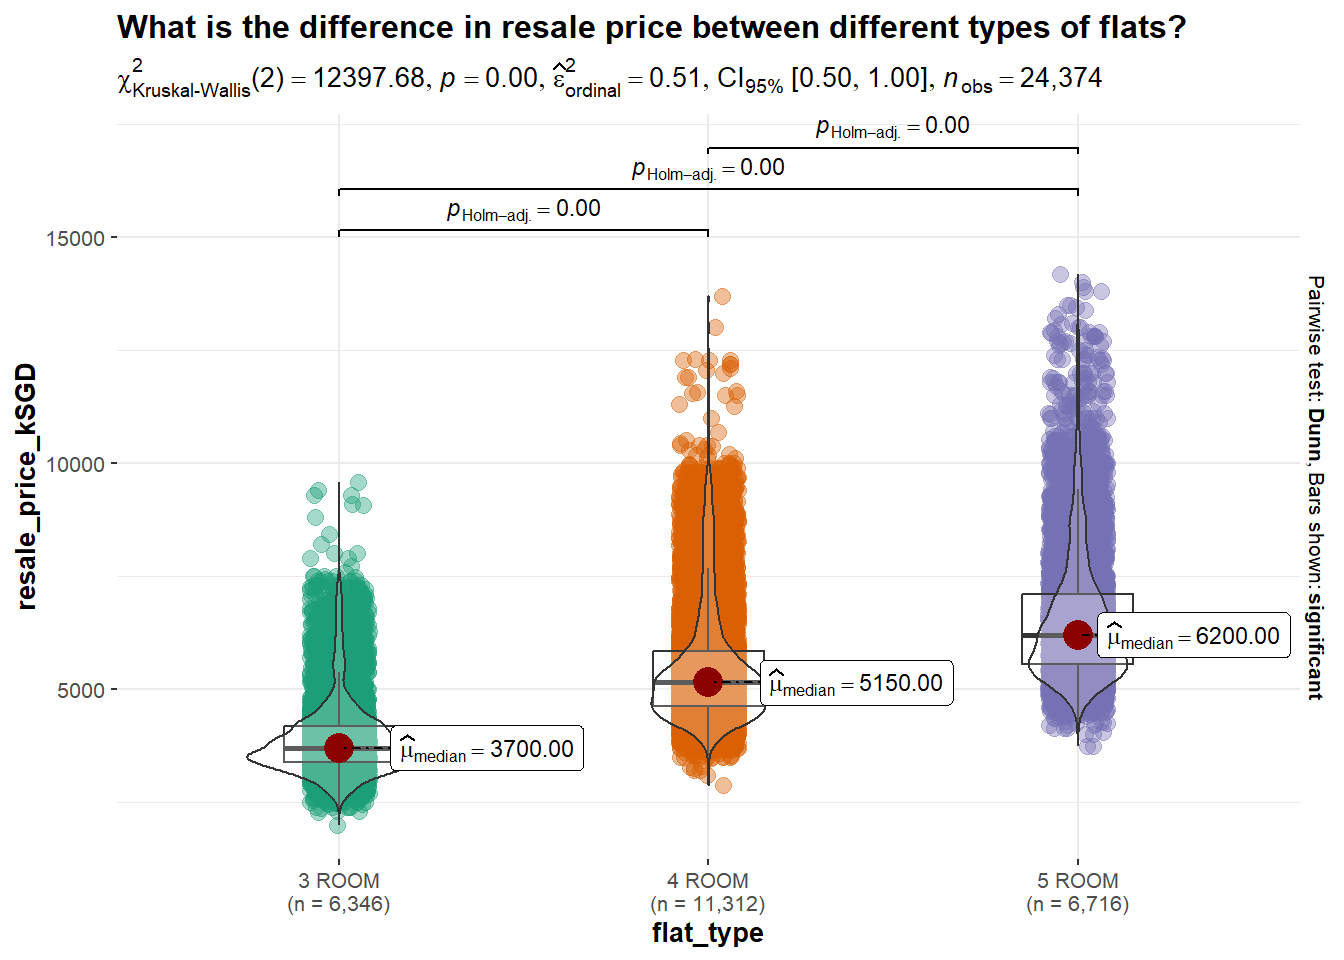 What is the difference in resale price between different types of flats?
χ²Kruskal-Wallis(2) = 12397.68, p = 0.00, ε̂²ordinal = 0.51, CI95% [0.50, 1.00], nobs = 24,374
pHolm−adj. = 0.00
pHolm−adj. = 0.00
pHolm−adj. = 0.00
15000
10000
5000
resale_price_kSGD
μ̂median = 3700.00
μ̂median = 5150.00
μ̂median = 6200.00
Pairwise test: Dunn, Bars shown: significant
3 ROOM
(n = 6,346)
4 ROOM
(n = 11,312)
5 ROOM
(n = 6,716)
flat_type